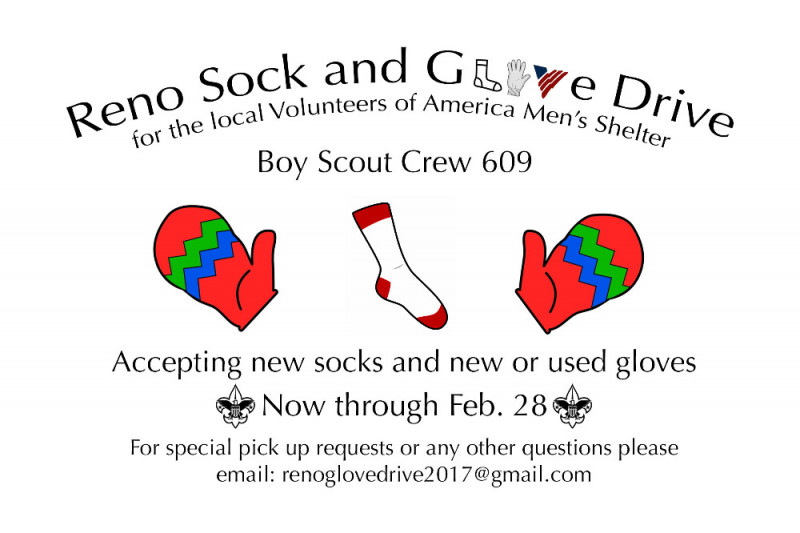 Reno Sock and Glove Drive
for the local Volunteers of America Men's Shelter
Boy Scout Crew 609
Accepting new socks and new or used gloves
Now through Feb. 28
For special pick up requests or any other questions please
email: renoglovedrive2017@gmail.com